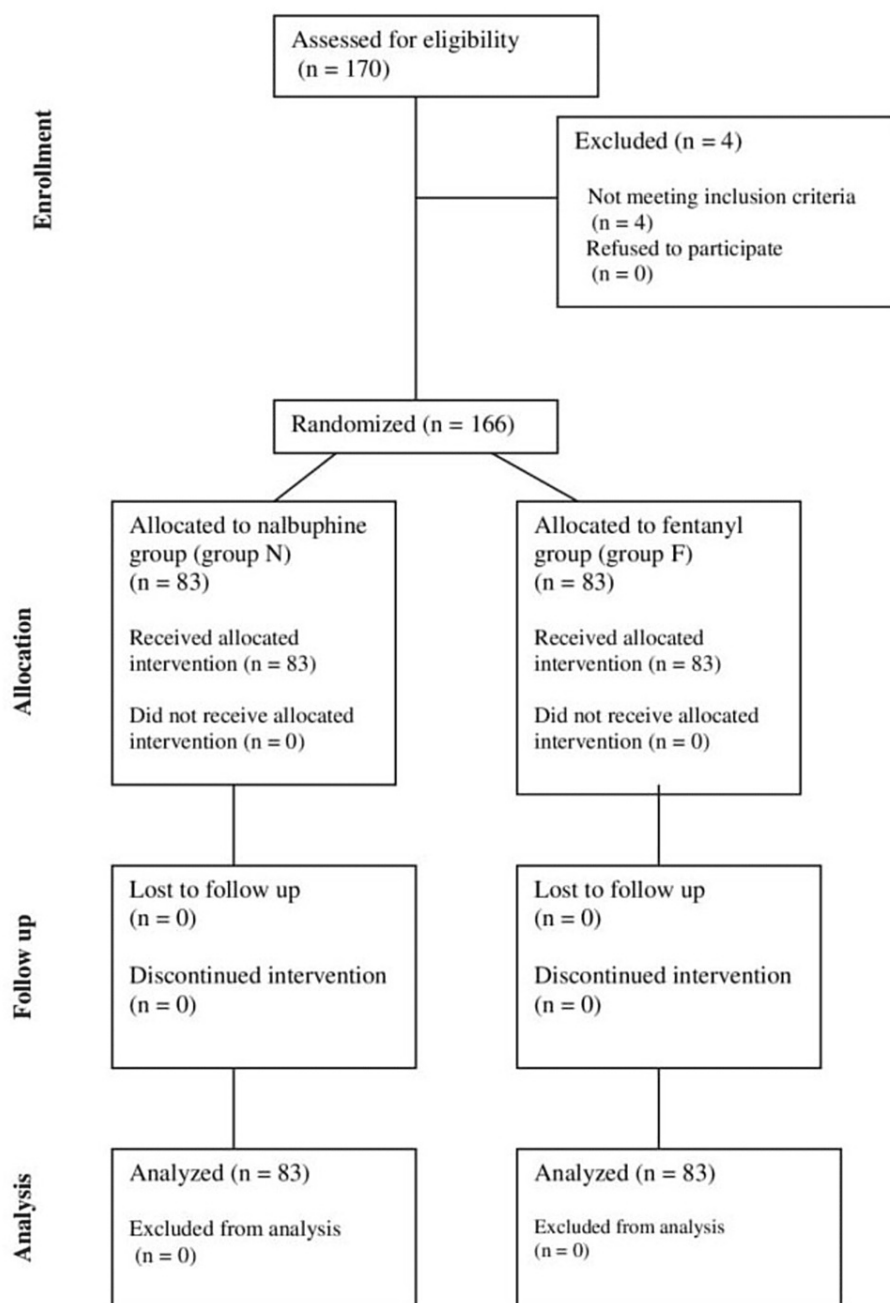 Assessed for eligibility
(n = 170)
Enrollment
Excluded (n = 4)
Not meeting inclusion criteria
(n = 4)
Refused to participate
(n = 0)
Randomized (n = 166)
Allocation
Allocated to nalbuphine
group (group N)
(n = 83)
Received allocated
intervention (n = 83)
Did not receive allocated
intervention (n = 0)
Allocated to fentanyl
group (group F)
(n = 83)
Received allocated
intervention (n = 83)
Did not receive allocated
intervention (n = 0)
Follow up
Lost to follow up
(n = 0)
Discontinued intervention
(n = 0)
Lost to follow up
(n = 0)
Discontinued intervention
(n = 0)
Analysis
Analyzed (n = 83)
Excluded from analysis
(n = 0)
Analyzed (n = 83)
Excluded from analysis
(n = 0)